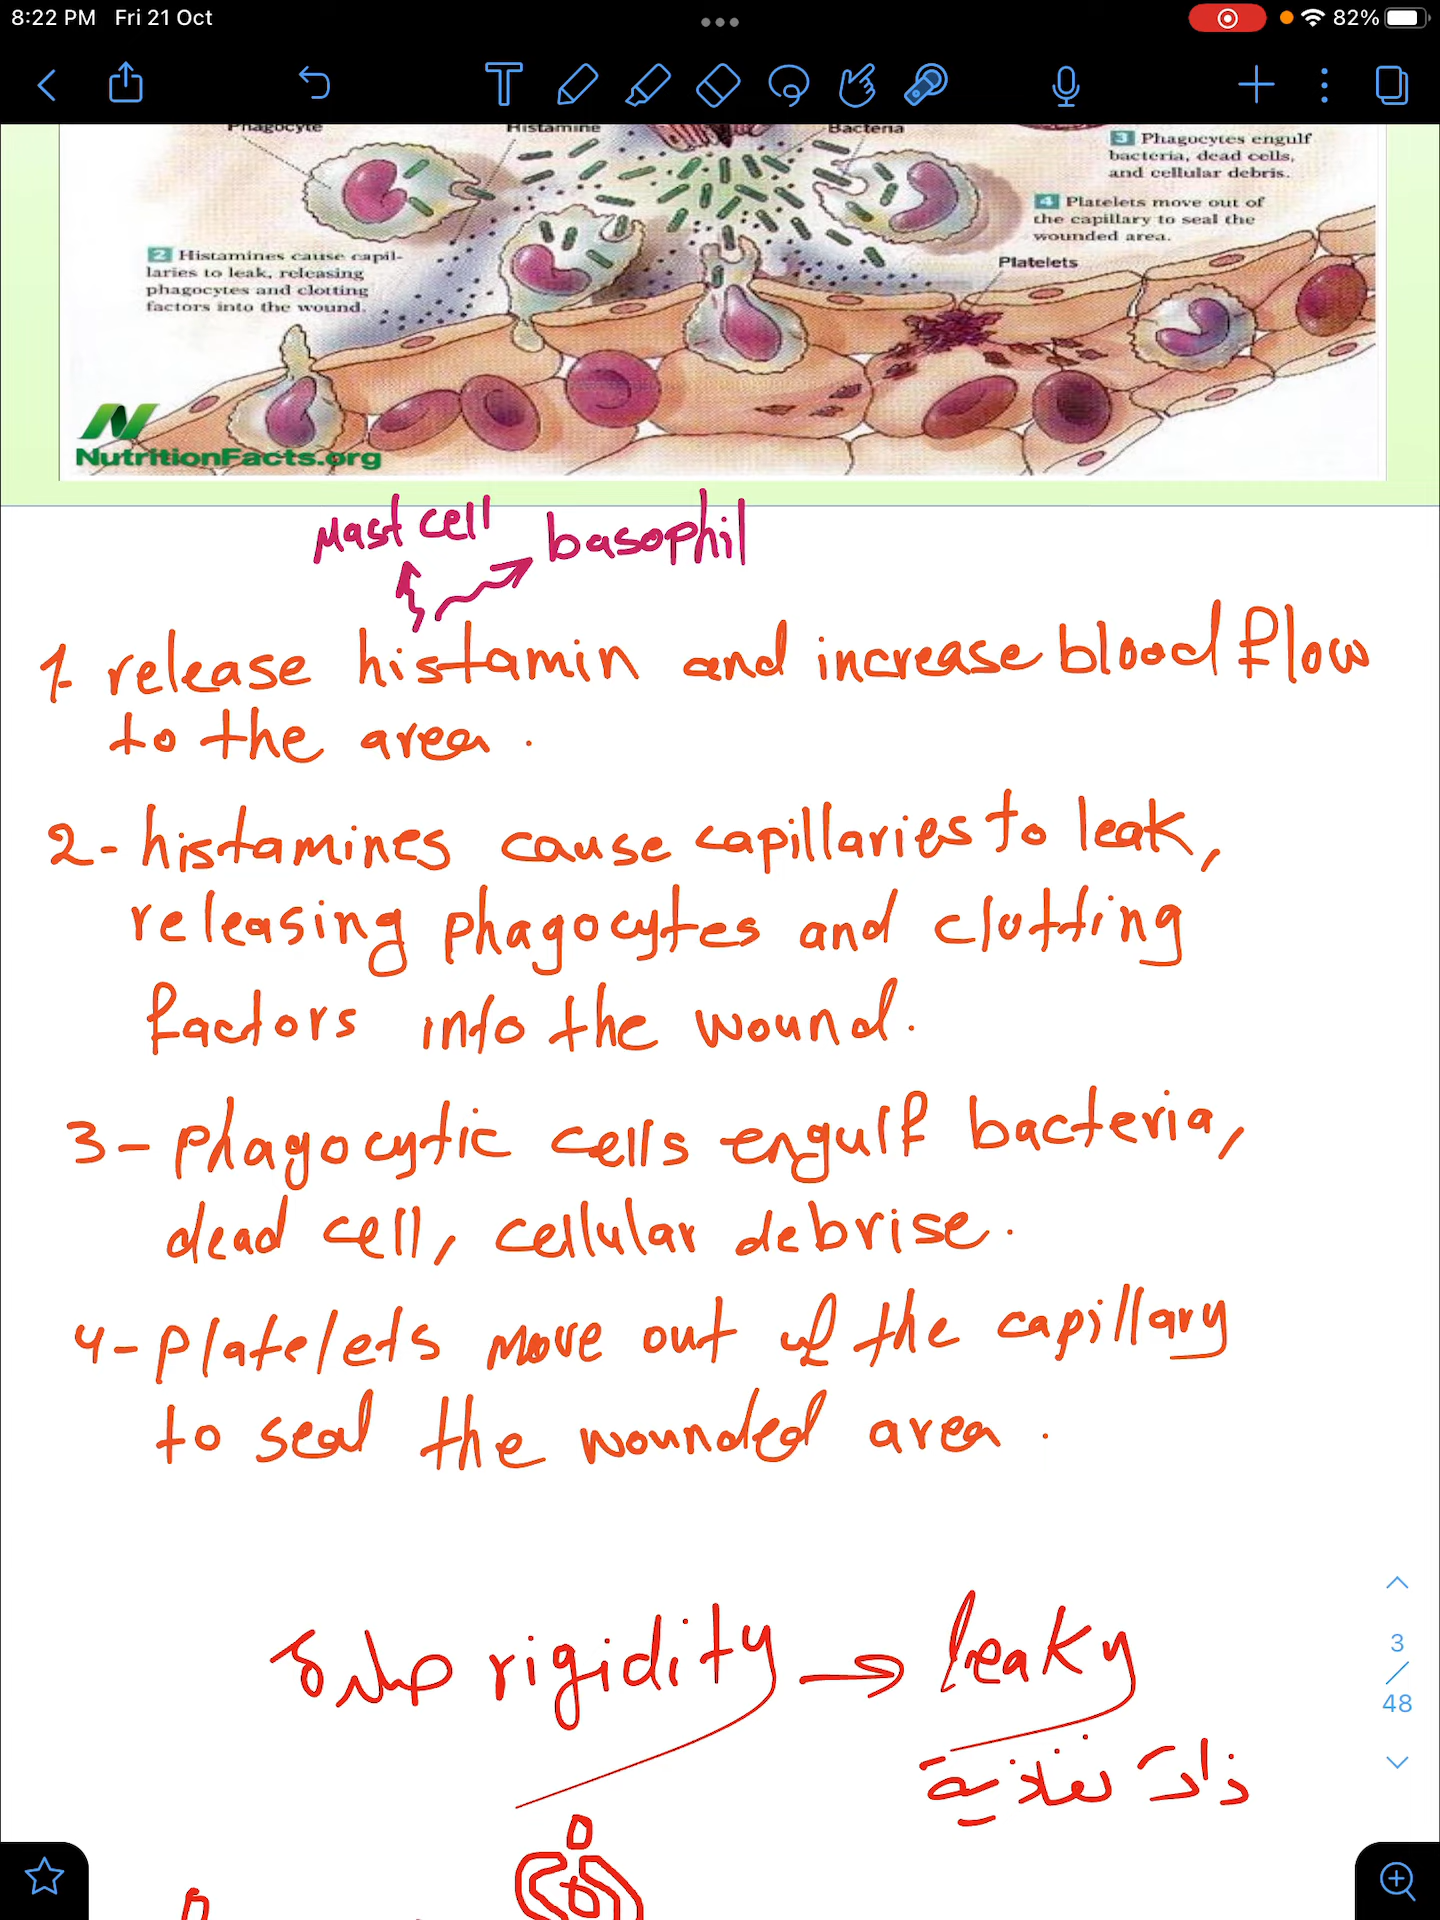 8:22 PM Fri 21 Oct
82%
Phagocyte
Histamine
Bacteria
3 Phagocytes engulf
bacteria, dead cells,
and cellular debris.
4 Platelets move out of
the capillary to seal the
wounded area.
Platelets
2 Histamines cause capil-
laries to leak, releasing
phagocytes and clotting
factors into the wound.
NutritionFacts.org
Mast cell basophil
1- release histamin and increase blood flow
to the area.
2- histamines cause capillaries to leak,
releasing phagocytes and clotting
factors into the wound.
3- phagocytic cells engulf bacteria,
dead cell, cellular debrise.
4- platelets move out of the capillary
to seal the wounded area.
صلادة rigidity → leaky
ذات نفاذية
3
/
48